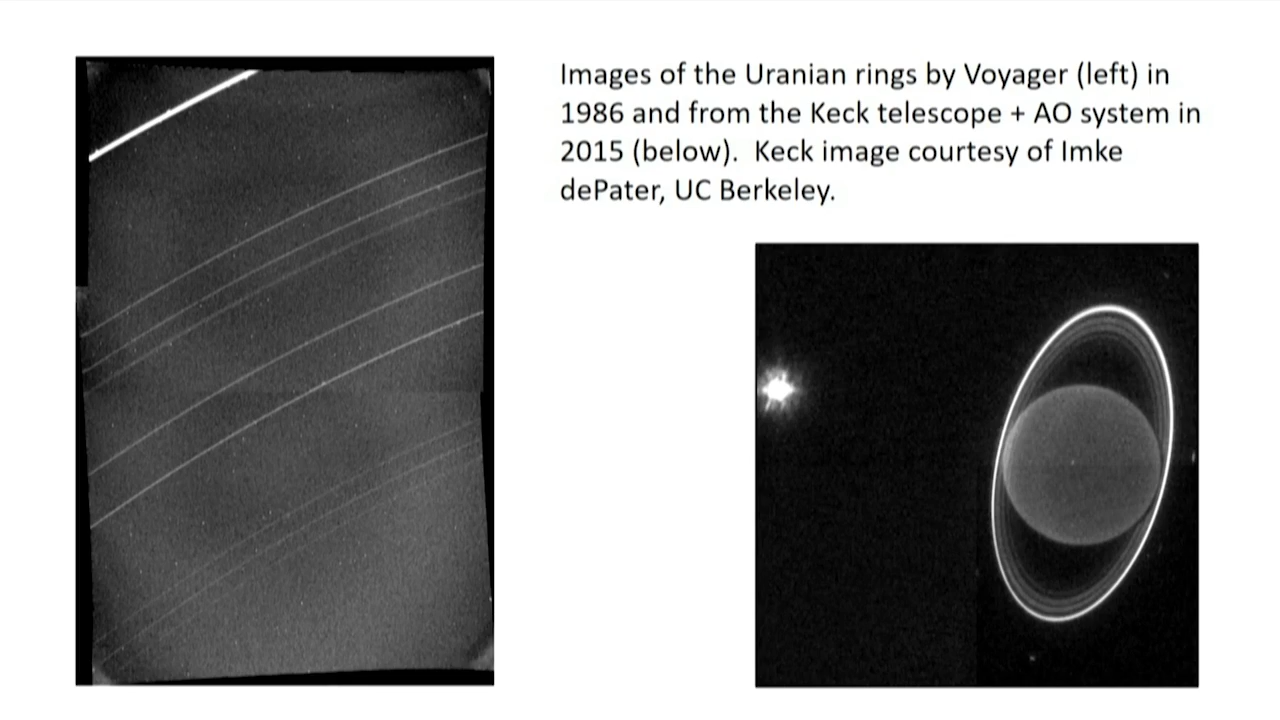 Images of the Uranian rings by Voyager (left) in
1986 and from the Keck telescope + AO system in
2015 (below).  Keck image courtesy of Imke
dePater, UC Berkeley.